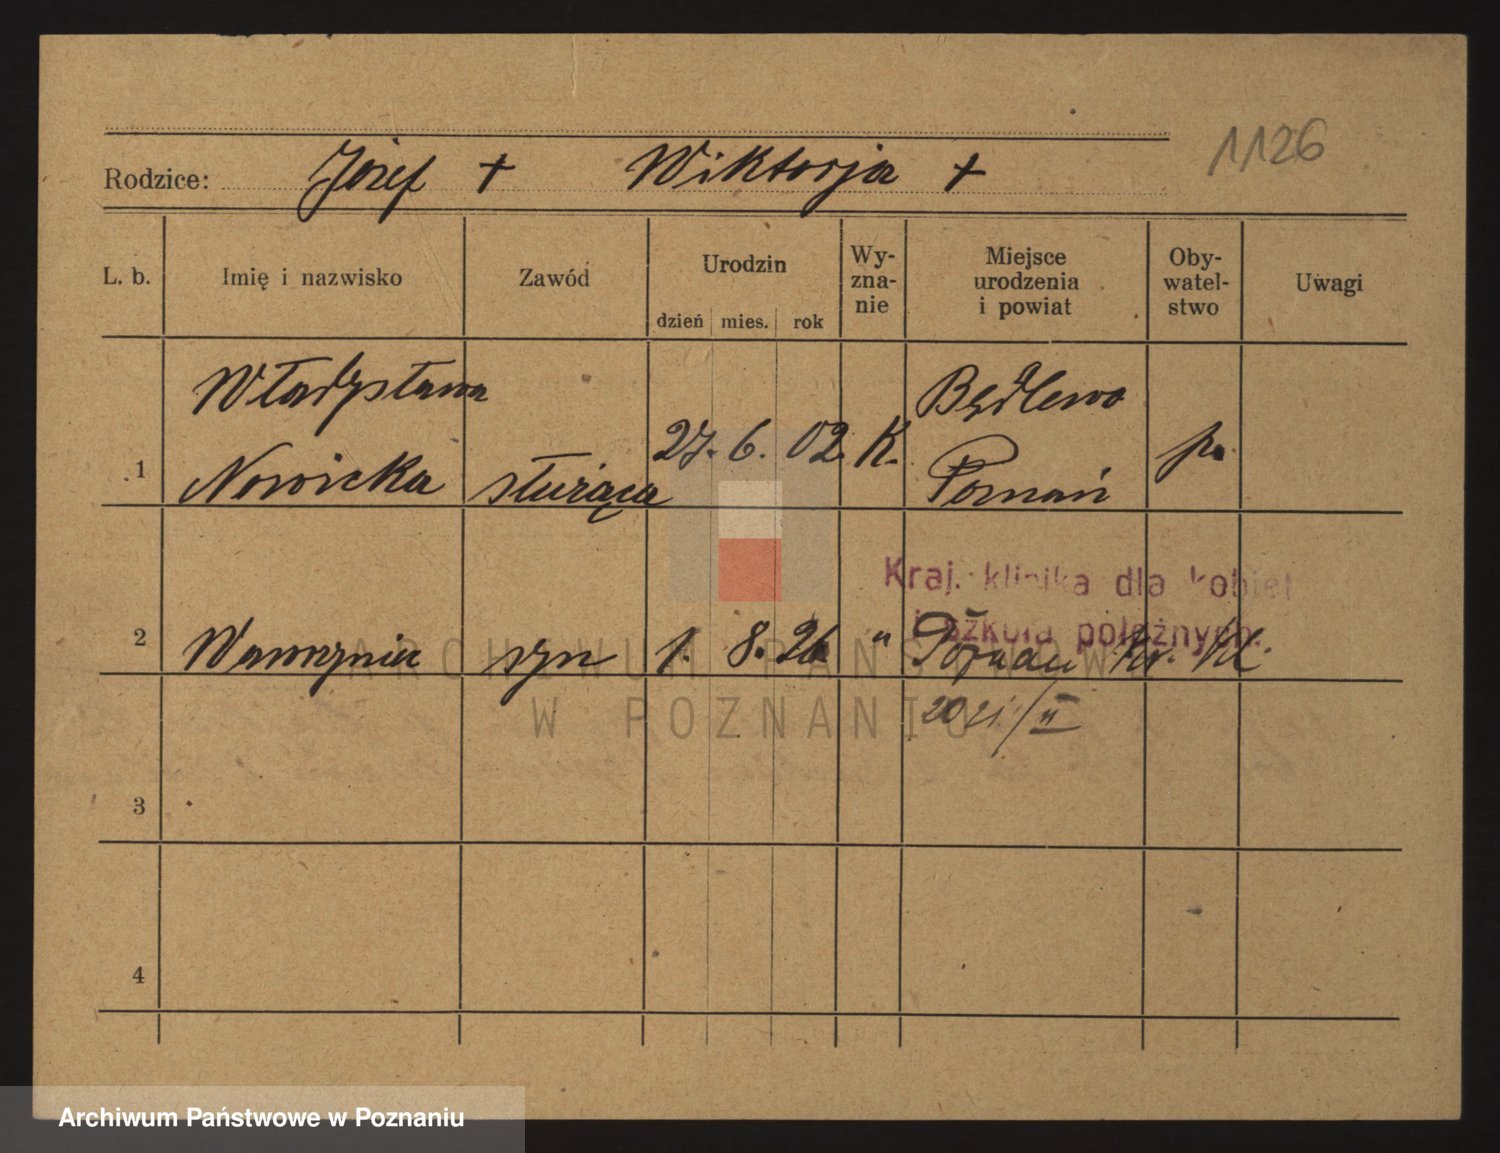 1126
Rodzice: Józef + Wiktorja +
L. b. Imię i nazwisko Zawód Urodzin Wy-zna-nie Miejsce urodzenia i powiat Oby-watel-stwo Uwagi
dzień mies. rok
Władysława Będlewo
1 Nowicka służąca 27. 6. 02. K. Poznań p.
Kraj. klinika dla kobiet
i szkoła położnych.
2 Wawrzyniec syn 1. 8. 26 "
3
4
ARCHIWUM PAŃSTWOWE
W POZNANIU
Archiwum Państwowe w Poznaniu